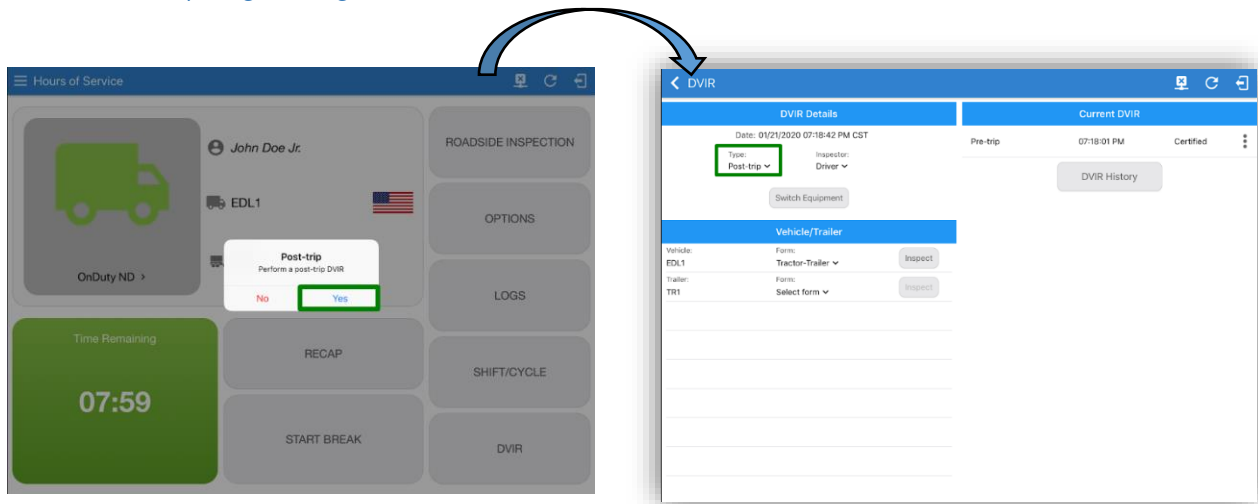 Hours of Service
John Doe Jr.
EDL1
OnDuty ND >
Post-trip
Perform a post-trip DVIR
No Yes
ROADSIDE INSPECTION
OPTIONS
LOGS
SHIFT/CYCLE
DVIR
Time Remaining
07:59
RECAP
START BREAK
DVIR
DVIR Details
Date: 01/21/2020 07:18:42 PM CST
Type: Inspector:
Post-trip Driver
Switch Equipment
Vehicle/Trailer
Vehicle: Form:
EDL1 Tractor-Trailer Inspect
Trailer: Form:
TR1 Select form Inspect
Current DVIR
Pre-trip 07:18:01 PM Certified
DVIR History